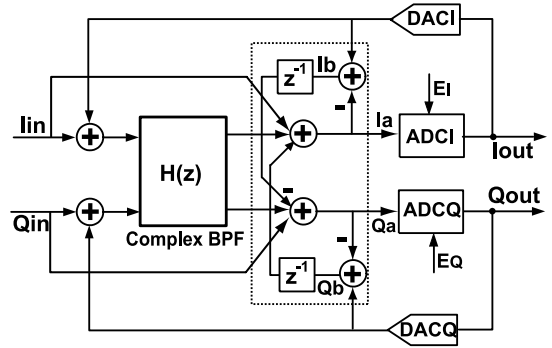 DACI
Ib
z⁻¹
EI
Iin
Ia
ADCI
Iout
H(z)
Qout
Qin
Complex BPF
Qa
ADCQ
z⁻¹
Qb
EQ
DACQ